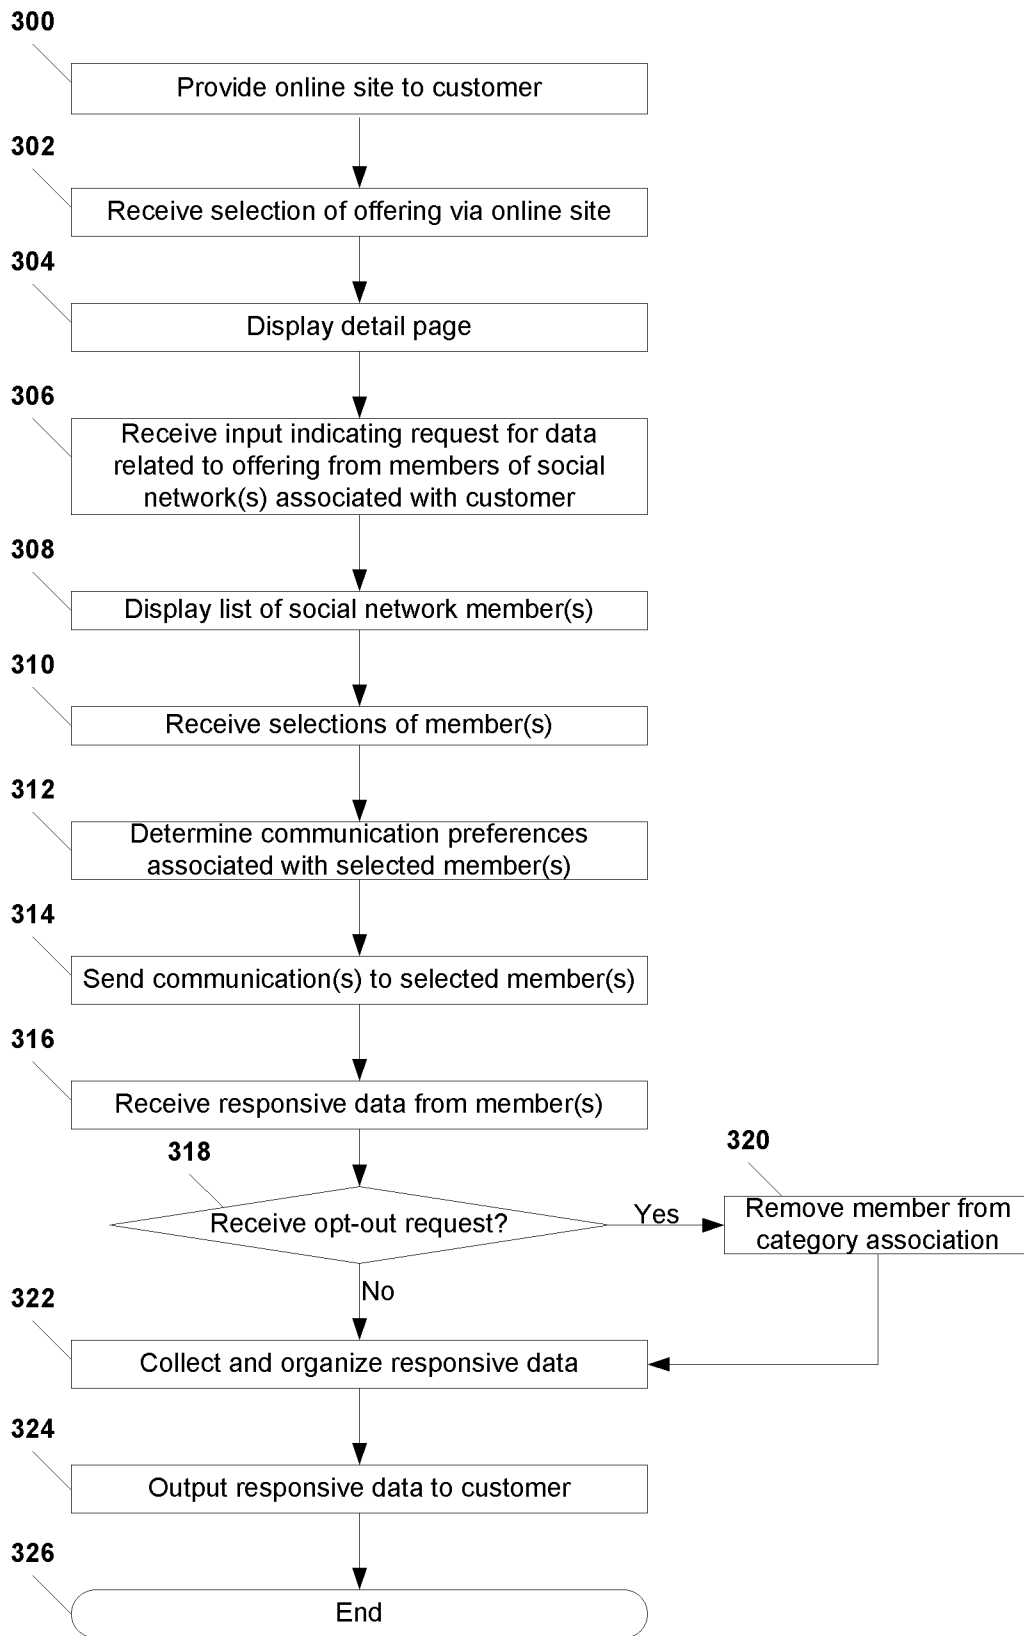 300
Provide online site to customer
302
Receive selection of offering via online site
304
Display detail page
306
Receive input indicating request for data
related to offering from members of social
network(s) associated with customer
308
Display list of social network member(s)
310
Receive selections of member(s)
312
Determine communication preferences
associated with selected member(s)
314
Send communication(s) to selected member(s)
316
Receive responsive data from member(s)
318
Receive opt-out request?
Yes
320
Remove member from
category association
No
322
Collect and organize responsive data
324
Output responsive data to customer
326
End